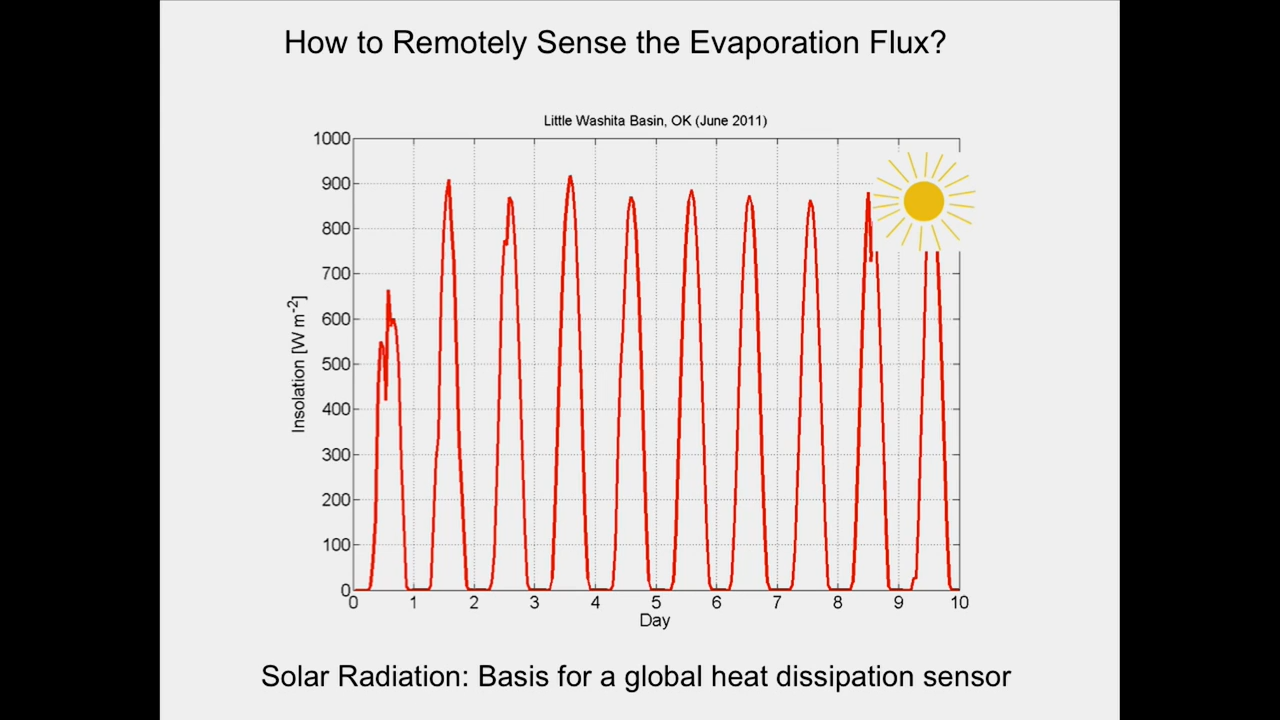 How to Remotely Sense the Evaporation Flux?
Little Washita Basin, OK (June 2011)
1000
900
800
700
600
500
400
300
200
100
0
Insolation [W m-2]
0 1 2 3 4 5 6 7 8 9 10
Day
Solar Radiation: Basis for a global heat dissipation sensor